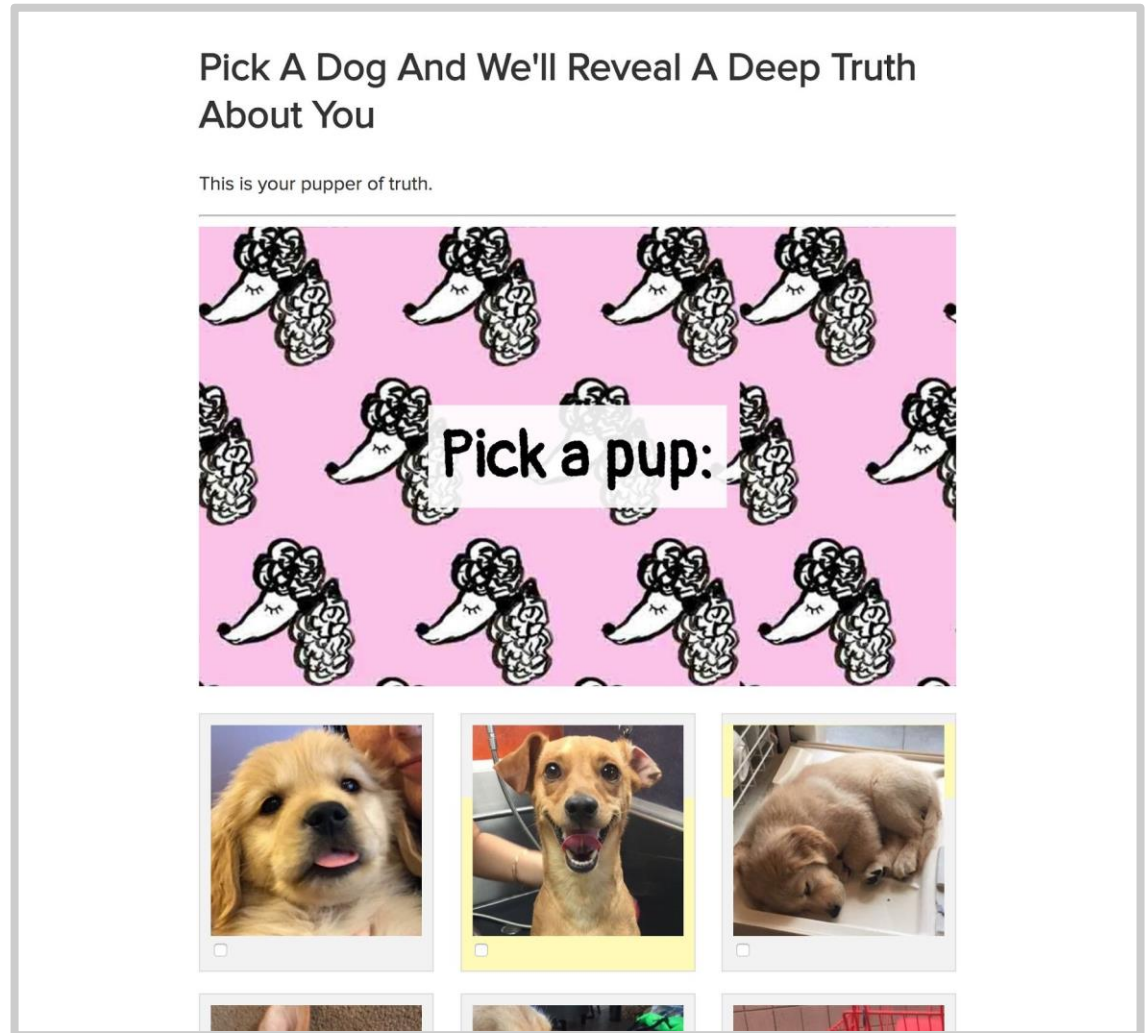 Pick A Dog And We'll Reveal A Deep Truth
About You
This is your pupper of truth.
Pick a pup: